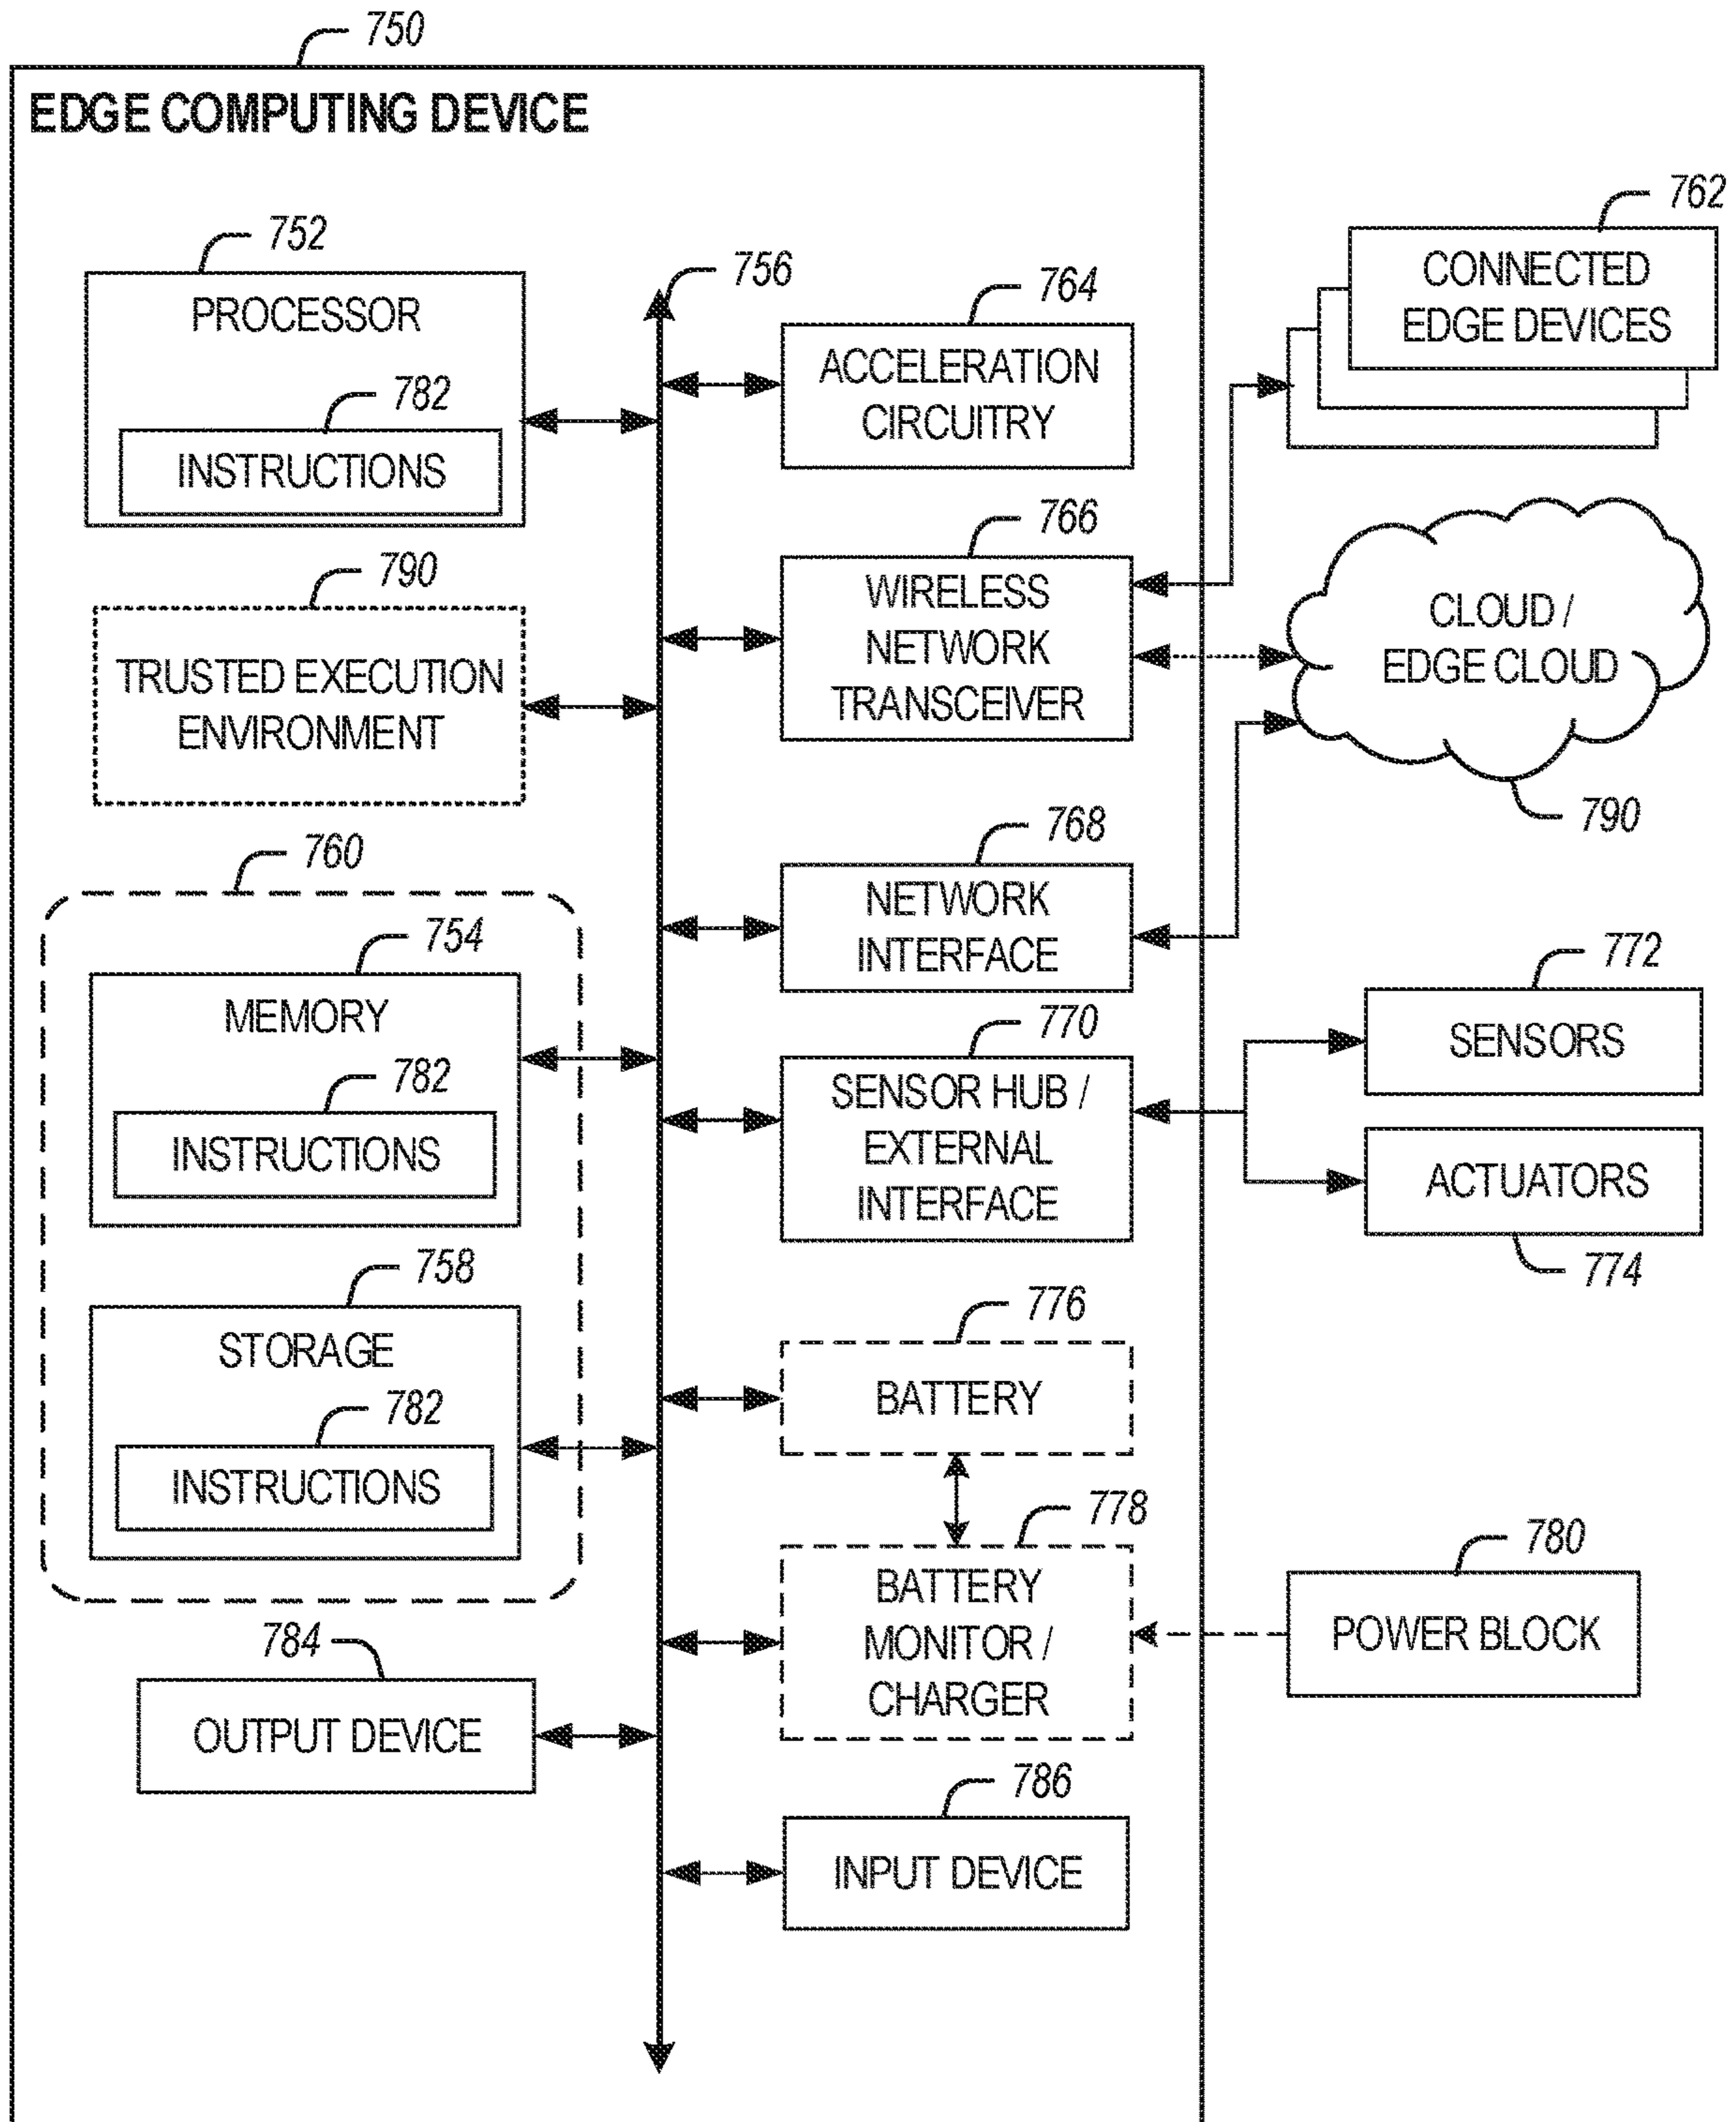 750
EDGE COMPUTING DEVICE
752
PROCESSOR
782
INSTRUCTIONS
790
TRUSTED EXECUTION
ENVIRONMENT
760
754
MEMORY
782
INSTRUCTIONS
758
STORAGE
782
INSTRUCTIONS
784
OUTPUT DEVICE
756
764
ACCELERATION
CIRCUITRY
766
WIRELESS
NETWORK
TRANSCEIVER
768
NETWORK
INTERFACE
770
SENSOR HUB /
EXTERNAL
INTERFACE
776
BATTERY
778
BATTERY
MONITOR /
CHARGER
786
INPUT DEVICE
762
CONNECTED
EDGE DEVICES
CLOUD /
EDGE CLOUD
790
772
SENSORS
ACTUATORS
774
780
POWER BLOCK